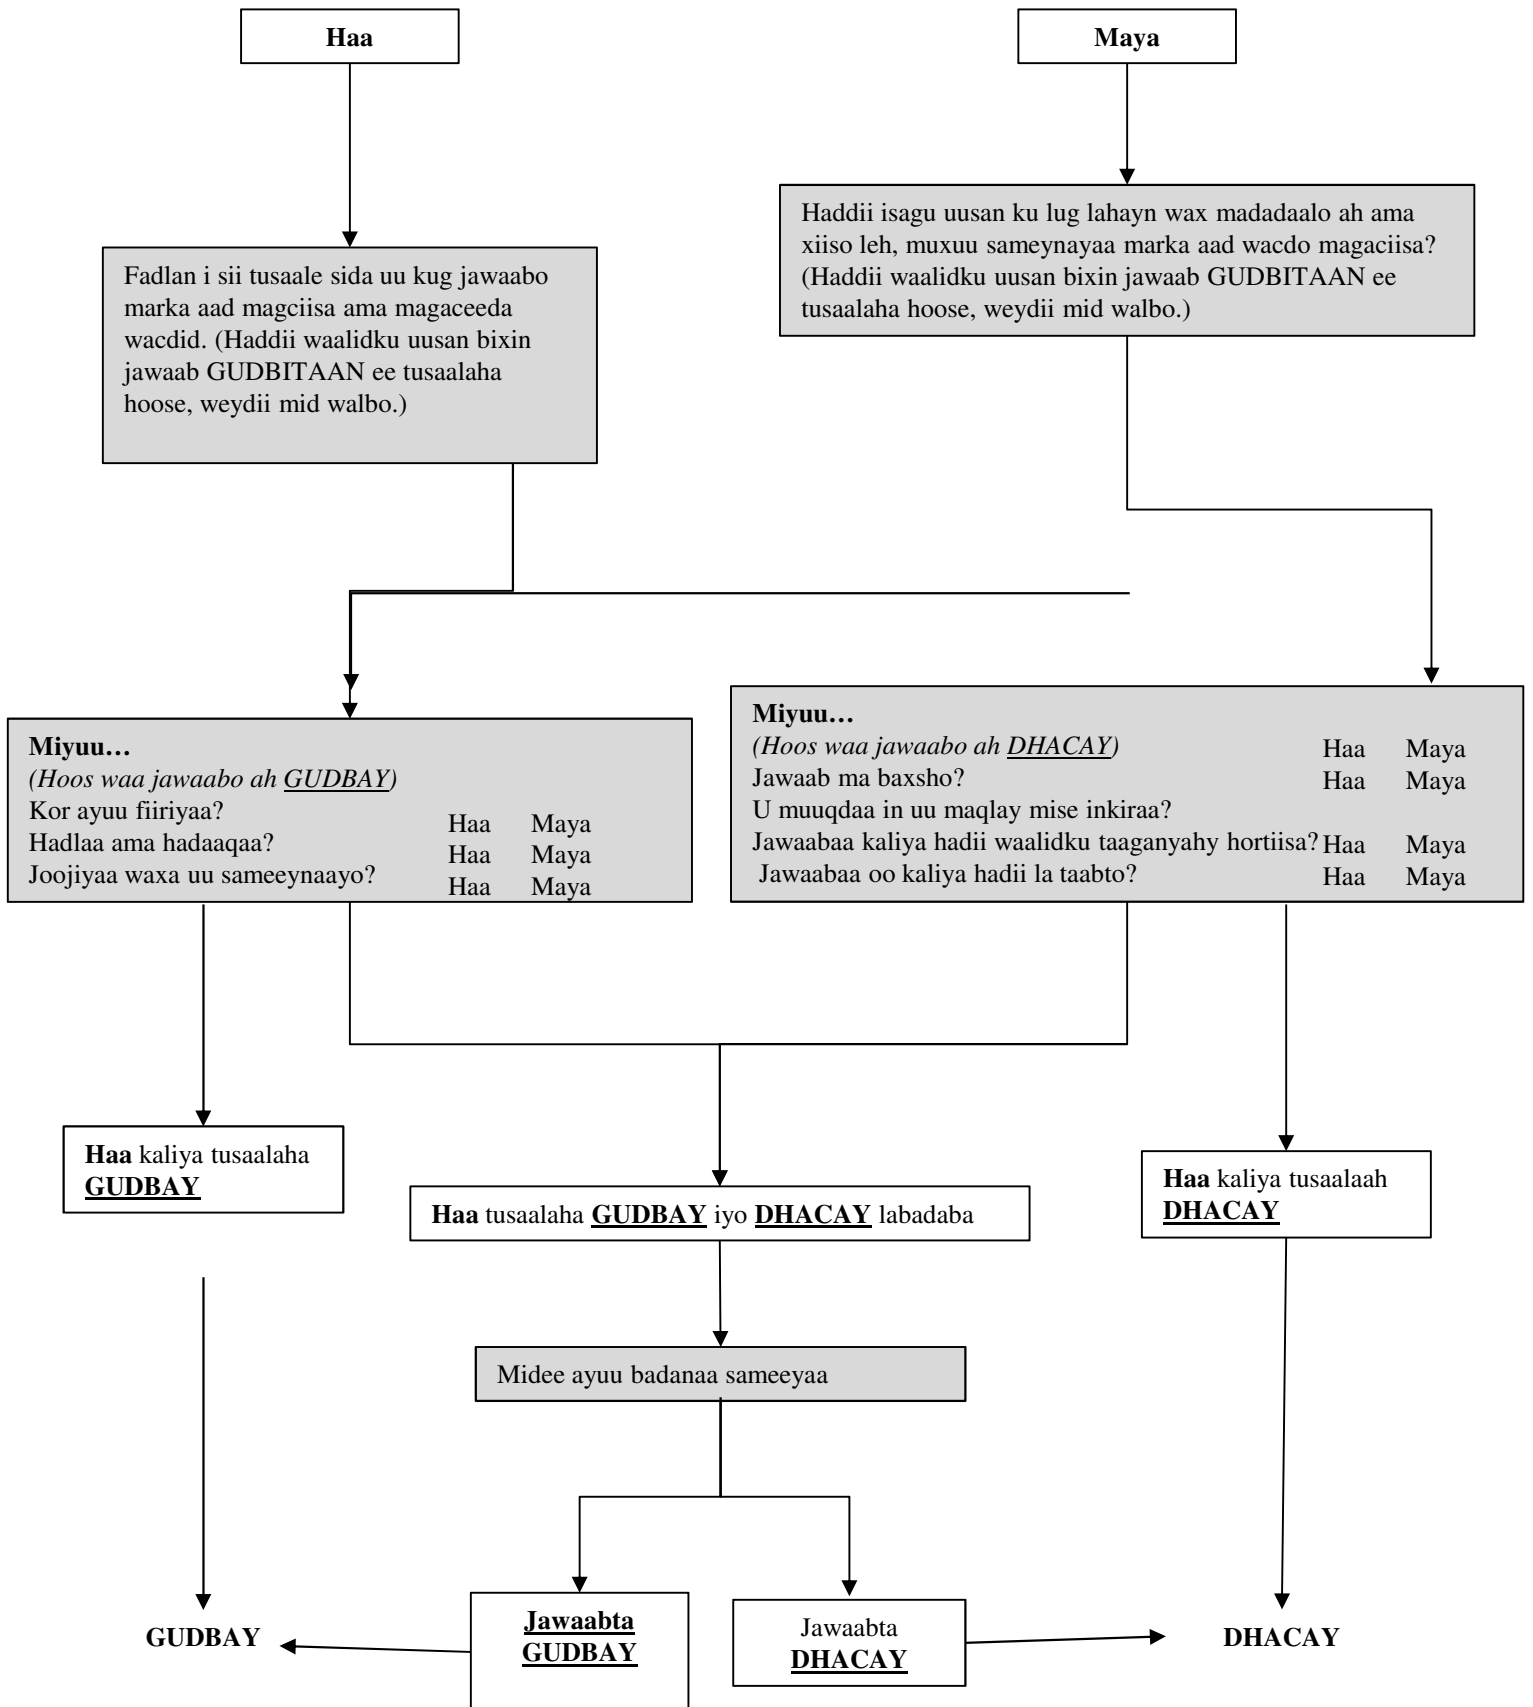 Haa
Maya
Haddii isagu uusan ku lug lahayn wax madadaalo ah ama
xiiso leh, muxuu sameynayaa marka aad wacdo magaciisa?
(Haddii waalidku uusan bixin jawaab GUDBITAAN ee
tusaalaha hoose, weydii mid walbo.)
Fadlan i sii tusaale sida uu kug jawaabo
marka aad magciisa ama magaceeda
wacdid. (Haddii waalidku uusan bixin
jawaab GUDBITAAN ee tusaalaha
hoose, weydii mid walbo.)
Miyuu…
(Hoos waa jawaabo ah GUDBAY)
Kor ayuu fiiriyaa? Haa Maya
Hadlaa ama hadaaqaa? Haa Maya
Joojiyaa waxa uu sameeynaayo? Haa Maya
Miyuu…
(Hoos waa jawaabo ah DHACAY) Haa Maya
Jawaab ma baxsho? Haa Maya
U muuqdaa in uu maqlay mise inkiraa?
Jawaabaa kaliya hadii waalidku taaganyahy hortiisa? Haa Maya
Jawaabaa oo kaliya hadii la taabto? Haa Maya
Haa kaliya tusaalaha
GUDBAY
Haa tusaalaha GUDBAY iyo DHACAY labadaba
Haa kaliya tusaalaah
DHACAY
Midee ayuu badanaa sameeyaa
Jawaabta
GUDBAY
Jawaabta
DHACAY
GUDBAY
DHACAY